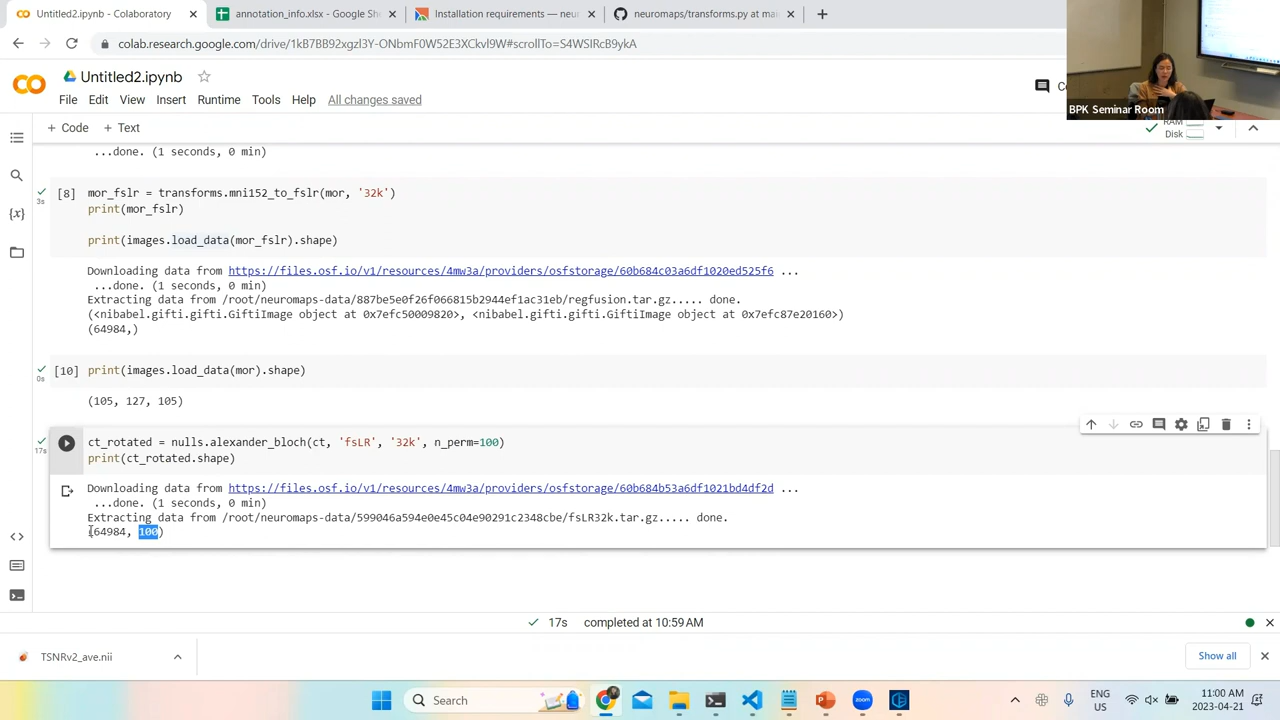 Untitled2.ipynb - Colaboratory
annotation_info.xlsx - Google She
Installation requirements — neur
neuromaps/transforms.py at main
colab.research.google.com/drive/1kB7BB92xgzl3Y-ONbmF0W52E3XCkvl9W#scrollTo=S4WSIRcB9ykA
Untitled2.ipynb
File Edit View Insert Runtime Tools Help All changes saved
+ Code + Text
RAM
Disk
BPK Seminar Room
...done. (1 seconds, 0 min)
3s
[8] mor_fslr = transforms.mni152_to_fslr(mor, '32k')
print(mor_fslr)
print(images.load_data(mor_fslr).shape)
Downloading data from https://files.osf.io/v1/resources/4mw3a/providers/osfstorage/60b684c03a6df1020ed525f6 ...
...done. (1 seconds, 0 min)
Extracting data from /root/neuromaps-data/887be5e0f26f066815b2944ef1ac31eb/regfusion.tar.gz..... done.
(<nibabel.gifti.gifti.GiftiImage object at 0x7efc50009820>, <nibabel.gifti.gifti.GiftiImage object at 0x7efc87e20160>)
(64984,)
0s
[10] print(images.load_data(mor).shape)
(105, 127, 105)
17s
ct_rotated = nulls.alexander_bloch(ct, 'fsLR', '32k', n_perm=100)
print(ct_rotated.shape)
Downloading data from https://files.osf.io/v1/resources/4mw3a/providers/osfstorage/60b684b53a6df1021bd4df2d ...
...done. (1 seconds, 0 min)
Extracting data from /root/neuromaps-data/599046a594e0e45c04e90291c2348cbe/fsLR32k.tar.gz..... done.
(64984, 100)
17s completed at 10:59 AM
TSNRv2_ave.nii
Show all
Search
zoom
ENG
US
11:00 AM
2023-04-21